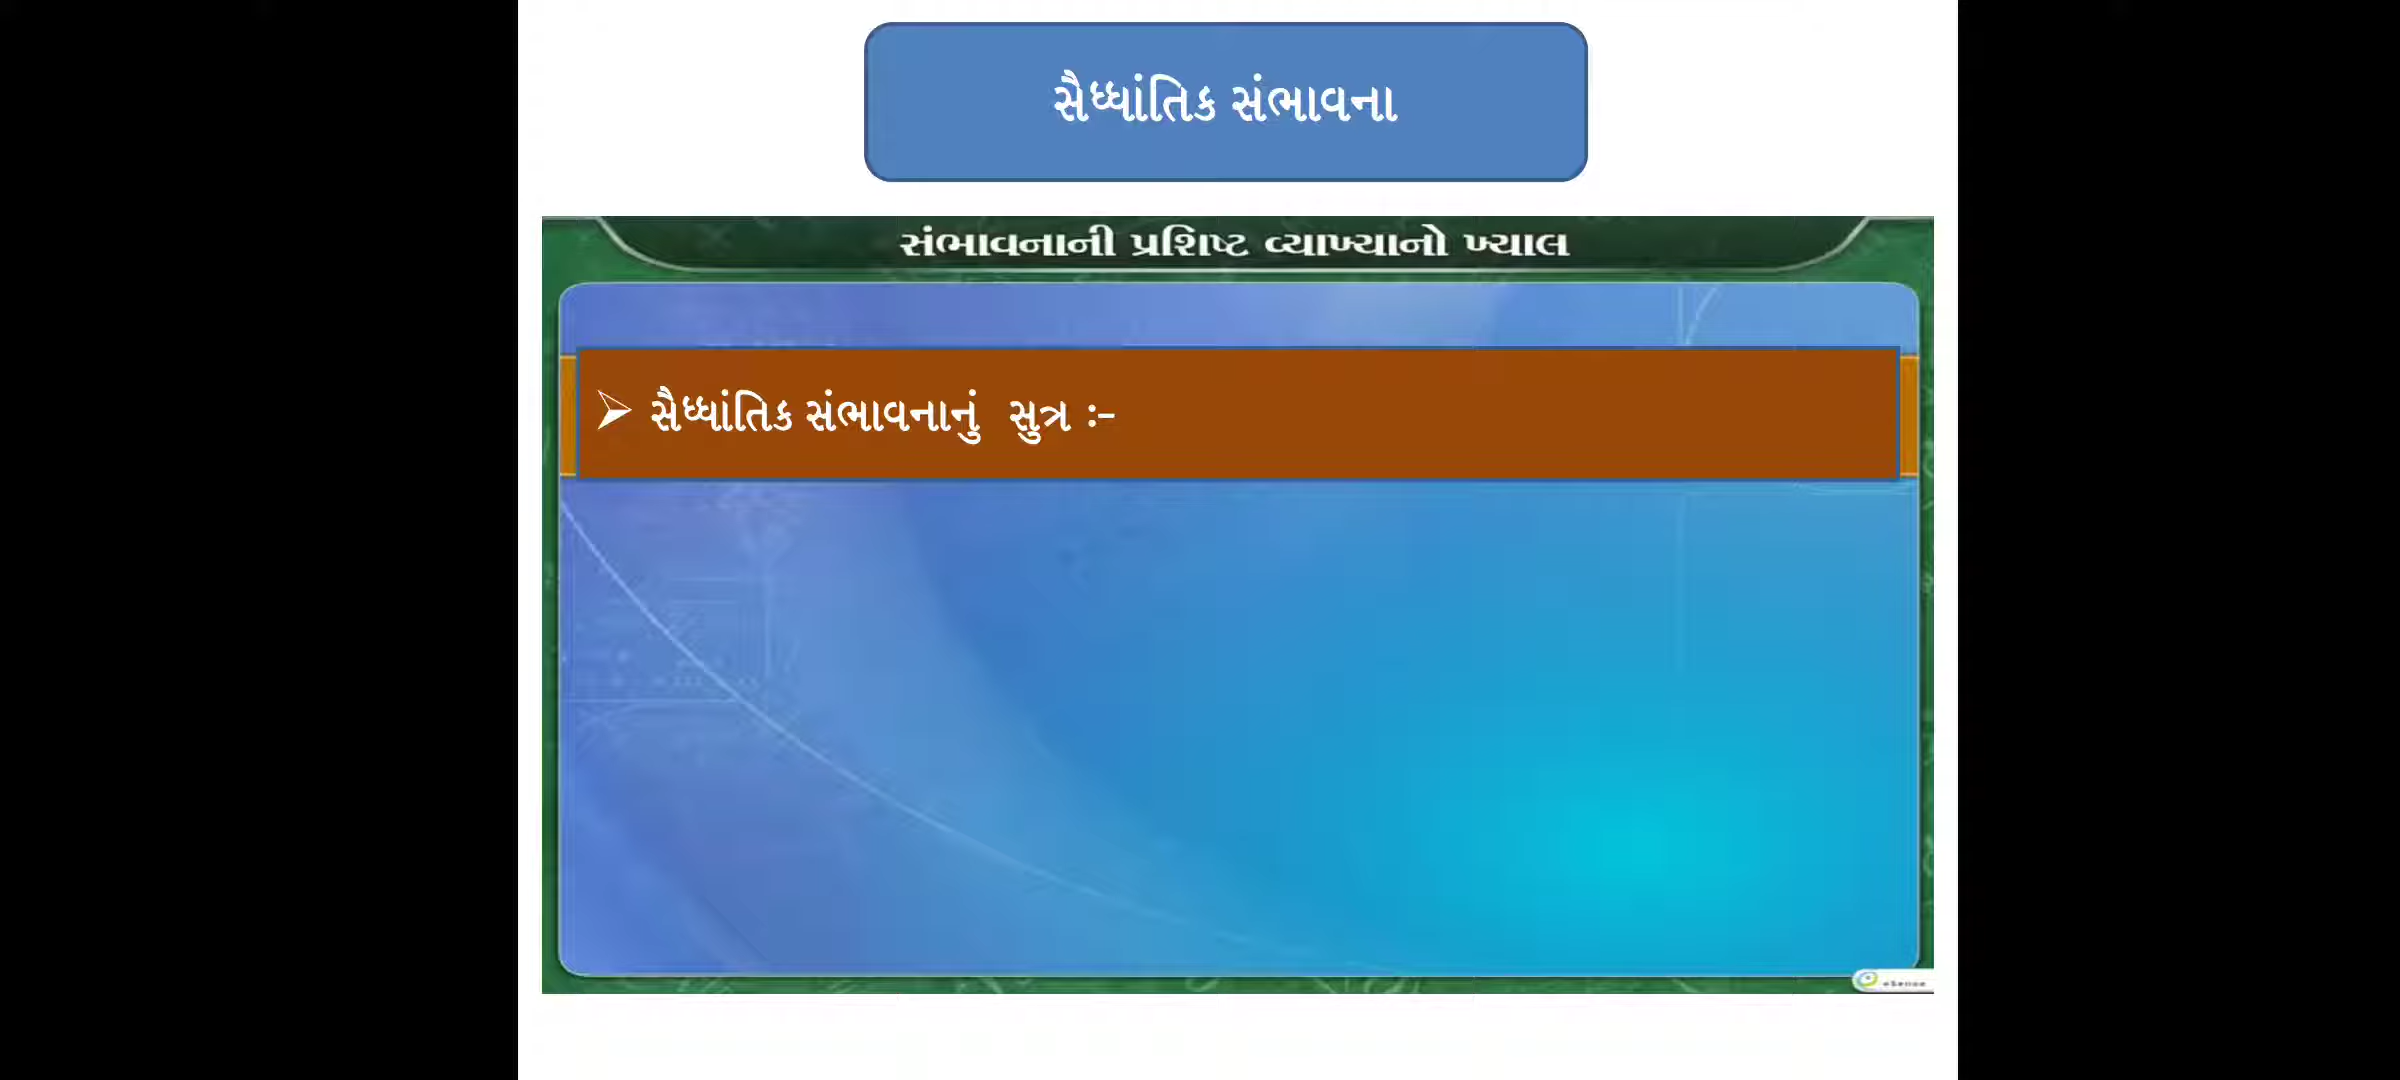 સૈધ્ધાંતિક સંભાવના
સંભાવનાની પ્રશિષ્ટ વ્યાખ્યાનો ખ્યાલ
➢ સૈધ્ધાંતિક સંભાવનાનું સુત્ર :-